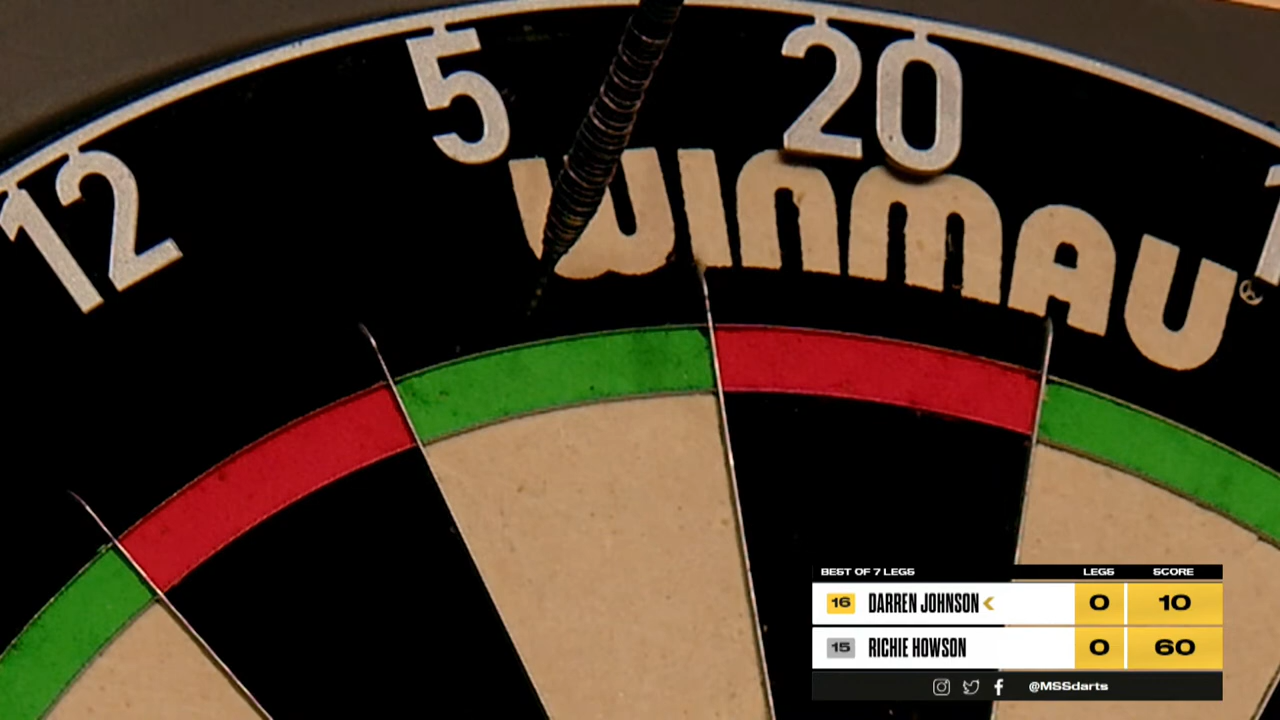 12 5 20
WINMAU
BEST OF 7 LEGS LEGS SCORE
16 DARREN JOHNSON 0 10
15 RICHIE HOWSON 0 60
@MSSdarts